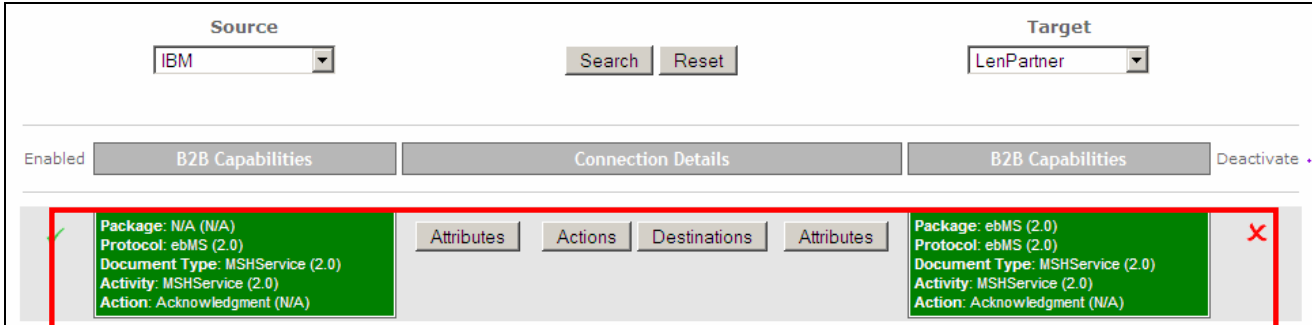 Source Target
IBM Search Reset LenPartner
Enabled B2B Capabilities Connection Details B2B Capabilities Deactivate
Package: N/A (N/A)
Protocol: ebMS (2.0)
Document Type: MSHService (2.0)
Activity: MSHService (2.0)
Action: Acknowledgment (N/A)
Attributes Actions Destinations Attributes
Package: ebMS (2.0)
Protocol: ebMS (2.0)
Document Type: MSHService (2.0)
Activity: MSHService (2.0)
Action: Acknowledgment (N/A)